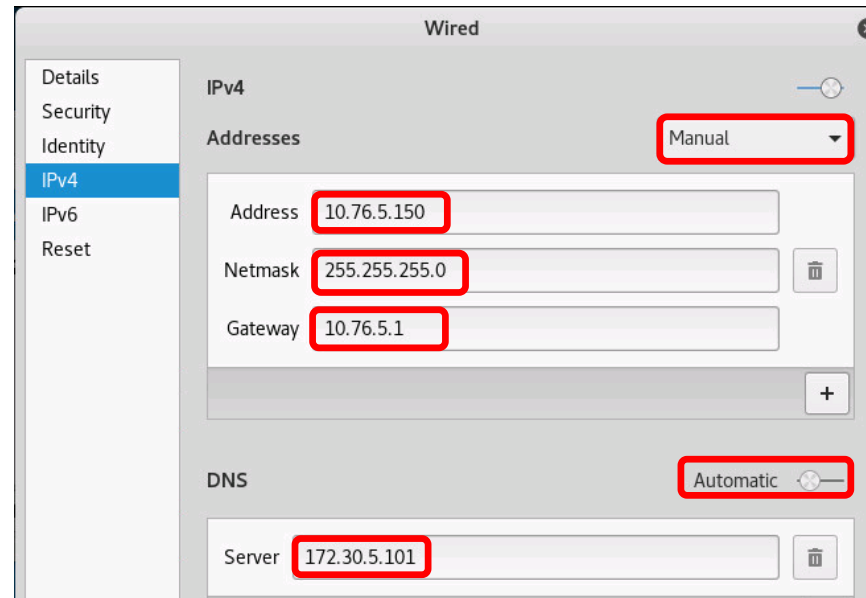 Wired
Details
Security
Identity
IPv4
IPv6
Reset
IPv4
Addresses Manual
Address 10.76.5.150
Netmask 255.255.255.0
Gateway 10.76.5.1
+
DNS Automatic
Server 172.30.5.101